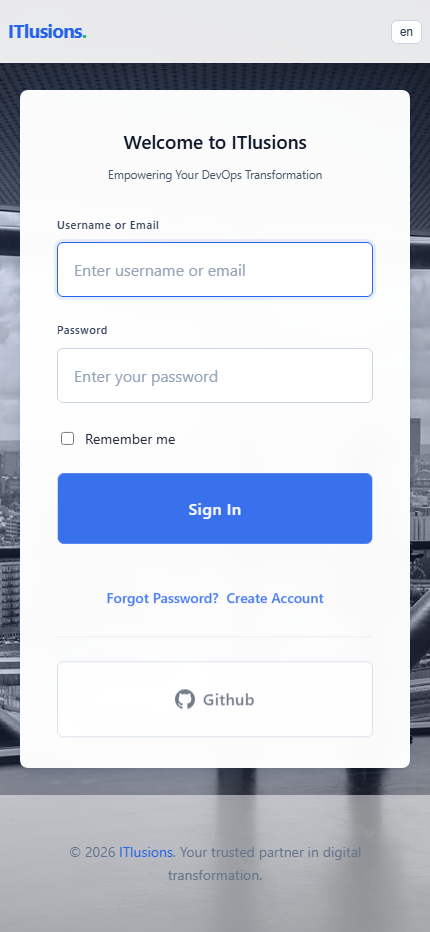 ITlusions.
en
Welcome to ITlusions
Empowering Your DevOps Transformation
Username or Email
Enter username or email
Password
Enter your password
Remember me
Sign In
Forgot Password? Create Account
Github
© 2026 ITlusions. Your trusted partner in digital
transformation.